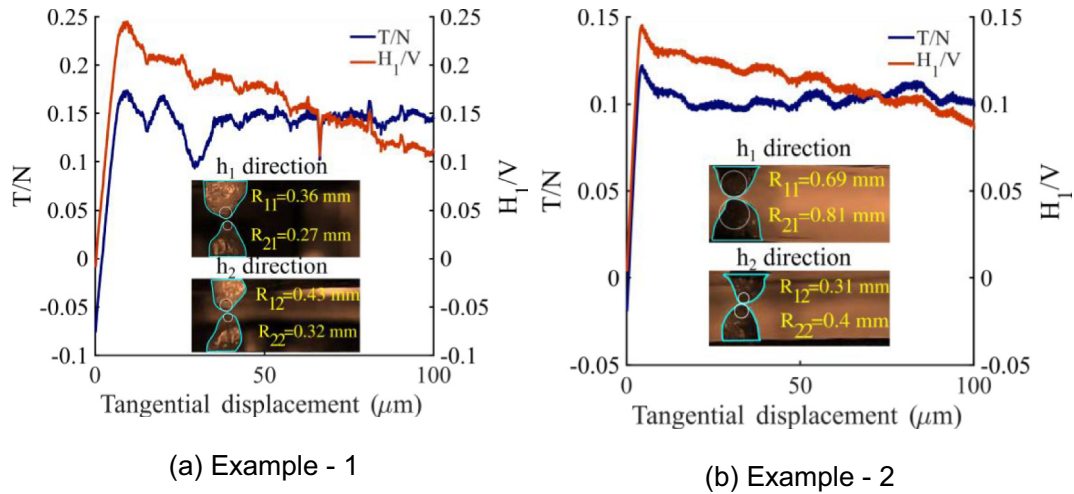 0.25
0.2
0.15
0.1
0.05
0
-0.05
-0.1
T/N
0.25
0.2
0.15
0.1
0.05
0
-0.05
-0.1
H1/V
T/N
H1/V
h1 direction
R11=0.36 mm
R21=0.27 mm
h2 direction
R12=0.43 mm
R22=0.32 mm
0 50 100
Tangential displacement (μm)
(a) Example - 1
0.15
0.1
0.05
0
-0.05
T/N
0.15
0.1
0.05
0
-0.05
H1/V
T/N
H1/V
h1 direction
R11=0.69 mm
R21=0.81 mm
h2 direction
R12=0.31 mm
R22=0.4 mm
0 50 100
Tangential displacement (μm)
(b) Example - 2